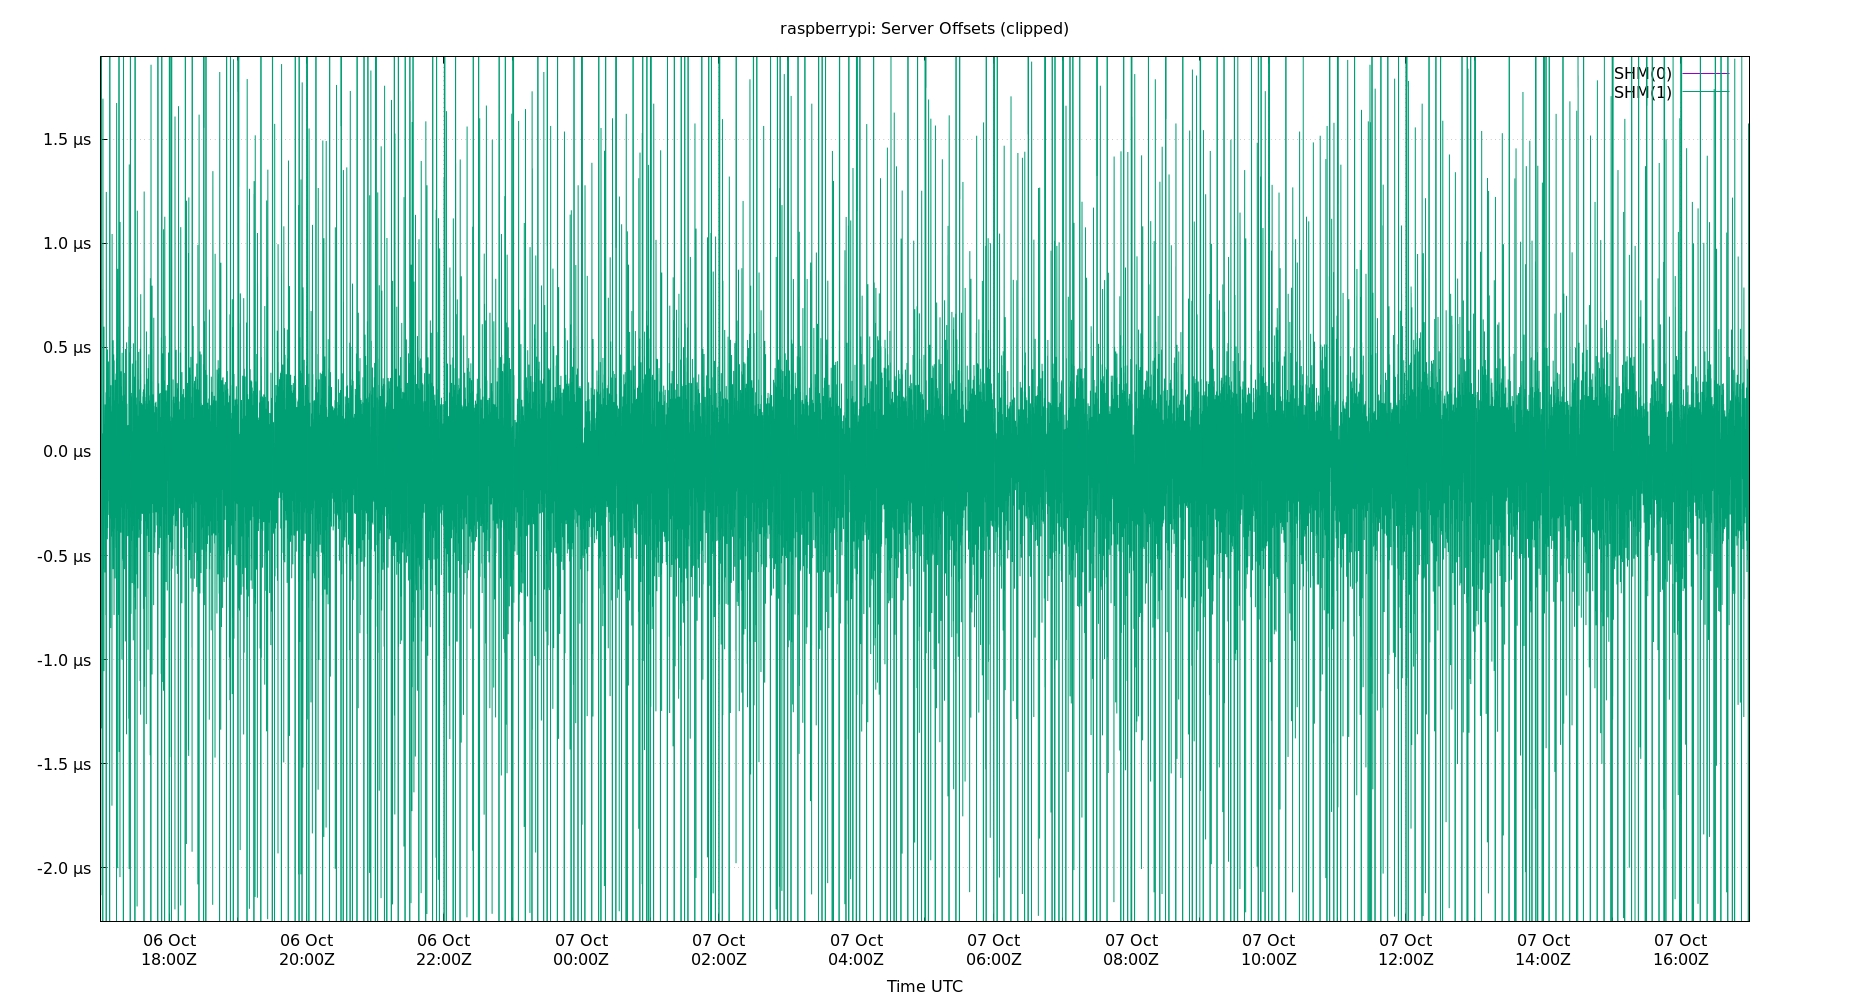 raspberrypi: Server Offsets (clipped)
SHM(0)
SHM(1)
1.5 µs
1.0 µs
0.5 µs
0.0 µs
-0.5 µs
-1.0 µs
-1.5 µs
-2.0 µs
06 Oct 06 Oct 06 Oct 07 Oct 07 Oct 07 Oct 07 Oct 07 Oct 07 Oct 07 Oct 07 Oct 07 Oct
18:00Z 20:00Z 22:00Z 00:00Z 02:00Z 04:00Z 06:00Z 08:00Z 10:00Z 12:00Z 14:00Z 16:00Z
Time UTC